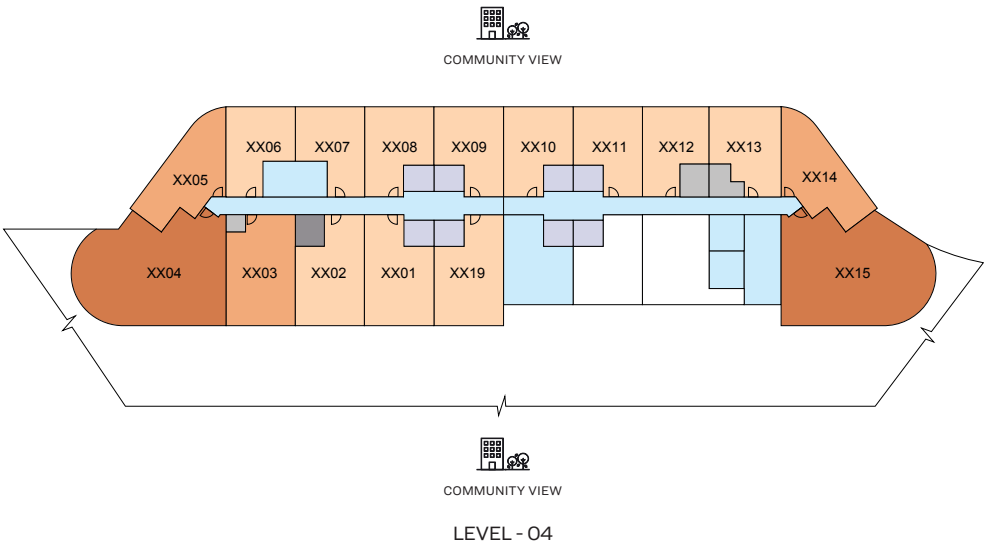 COMMUNITY VIEW
XX06 XX07 XX08 XX09 XX10 XX11 XX12 XX13
XX05 XX14
XX04 XX03 XX02 XX01 XX19 XX15
COMMUNITY VIEW
LEVEL - 04